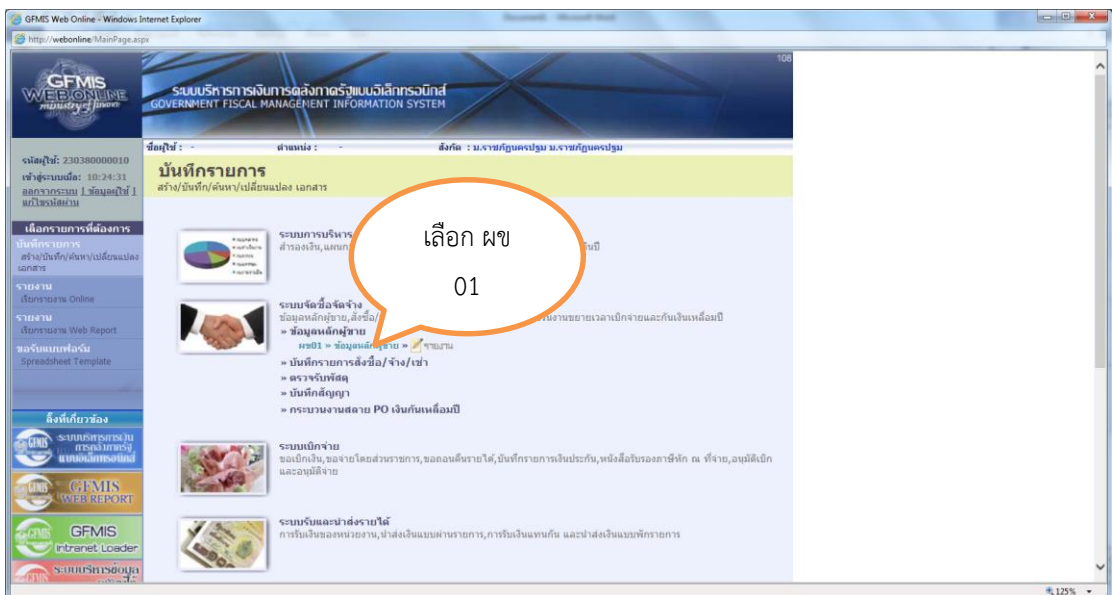 GFMIS Web Online - Windows Internet Explorer
http://webonline/MainPage.aspx
108
GFMIS
WEB ONLINE
ministry of finance
ระบบบริหารการเงินการคลังภาครัฐแบบอิเล็กทรอนิกส์
GOVERNMENT FISCAL MANAGEMENT INFORMATION SYSTEM
ชื่อผู้ใช้ : - ตำแหน่ง : - สังกัด : ม.ราชภัฏนครปฐม ม.ราชภัฏนครปฐม
รหัสผู้ใช้: 230380000010
เข้าสู่ระบบเมื่อ: 10:24:31
ออกจากระบบ | ข้อมูลผู้ใช้ |
แก้ไขรหัสผ่าน
บันทึกรายการ
สร้าง/บันทึก/ค้นหา/เปลี่ยนแปลง เอกสาร
เลือกรายการที่ต้องการ
บันทึกรายการ
สร้าง/บันทึก/ค้นหา/เปลี่ยนแปลง
เอกสาร
รายงาน
เรียกรายงาน Online
รายงาน
เรียกรายงาน Web Report
ขอรับแบบฟอร์ม
Spreadsheet Template
ลิ้งที่เกี่ยวข้อง
ระบบบริหารการเงิน
การคลังภาครัฐ
แบบอิเล็กทรอนิกส์
GFMIS
WEB REPORT
GFMIS
Intranet Loader
ระบบบริหารข้อมูล
เลือก ผข
01
ระบบการบริหาร
สำรองเงิน,แผน
ระบบจัดซื้อจัดจ้าง
ข้อมูลหลักผู้ขาย,สั่งซื้อ/ งานขยายเวลาเบิกจ่ายและกันเงินเหลื่อมปี
» ข้อมูลหลักผู้ขาย
ผข01 » ข้อมูลหลักผู้ขาย » รายงาน
» บันทึกรายการสั่งซื้อ/จ้าง/เช่า
» ตรวจรับพัสดุ
» บันทึกสัญญา
» กระบวนงานสตาย PO เงินกันเหลื่อมปี
ระบบเบิกจ่าย
ขอเบิกเงิน,ขอจ่ายโดยส่วนราชการ,ขอถอนคืนรายได้,บันทึกรายการเงินประกัน,หนังสือรับรองภาษีหัก ณ ที่จ่าย,อนุมัติเบิก
และอนุมัติจ่าย
ระบบรับและนำส่งรายได้
การรับเงินของหน่วยงาน,นำส่งเงินแบบผ่านรายการ,การรับเงินแทนกัน และนำส่งเงินแบบพักรายการ
125%